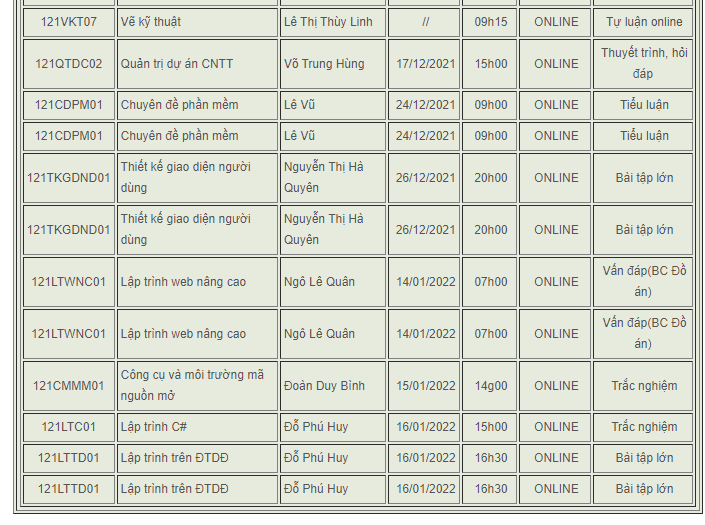 121VKT07 Vẽ kỹ thuật Lê Thị Thùy Linh // 09h15 ONLINE Tự luận online
121QTDC02 Quản trị dự án CNTT Võ Trung Hùng 17/12/2021 15h00 ONLINE Thuyết trình, hỏi
đáp
121CDPM01 Chuyên đề phần mềm Lê Vũ 24/12/2021 09h00 ONLINE Tiểu luận
121CDPM01 Chuyên đề phần mềm Lê Vũ 24/12/2021 09h00 ONLINE Tiểu luận
121TKGDND01 Thiết kế giao diện người
dùng Nguyễn Thị Hà
Quyên 26/12/2021 20h00 ONLINE Bài tập lớn
121TKGDND01 Thiết kế giao diện người
dùng Nguyễn Thị Hà
Quyên 26/12/2021 20h00 ONLINE Bài tập lớn
121LTWNC01 Lập trình web nâng cao Ngô Lê Quân 14/01/2022 07h00 ONLINE Vấn đáp(BC Đồ
án)
121LTWNC01 Lập trình web nâng cao Ngô Lê Quân 14/01/2022 07h00 ONLINE Vấn đáp(BC Đồ
án)
121CMMM01 Công cụ và môi trường mã
nguồn mở Đoàn Duy Bình 15/01/2022 14g00 ONLINE Trắc nghiệm
121LTC01 Lập trình C# Đỗ Phú Huy 16/01/2022 15h00 ONLINE Trắc nghiệm
121LTTD01 Lập trình trên ĐTDĐ Đỗ Phú Huy 16/01/2022 16h30 ONLINE Bài tập lớn
121LTTD01 Lập trình trên ĐTDĐ Đỗ Phú Huy 16/01/2022 16h30 ONLINE Bài tập lớn